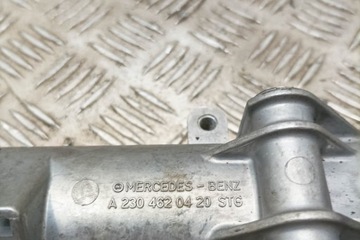 MERCEDES - BENZ
A 230 462 04 20 STG